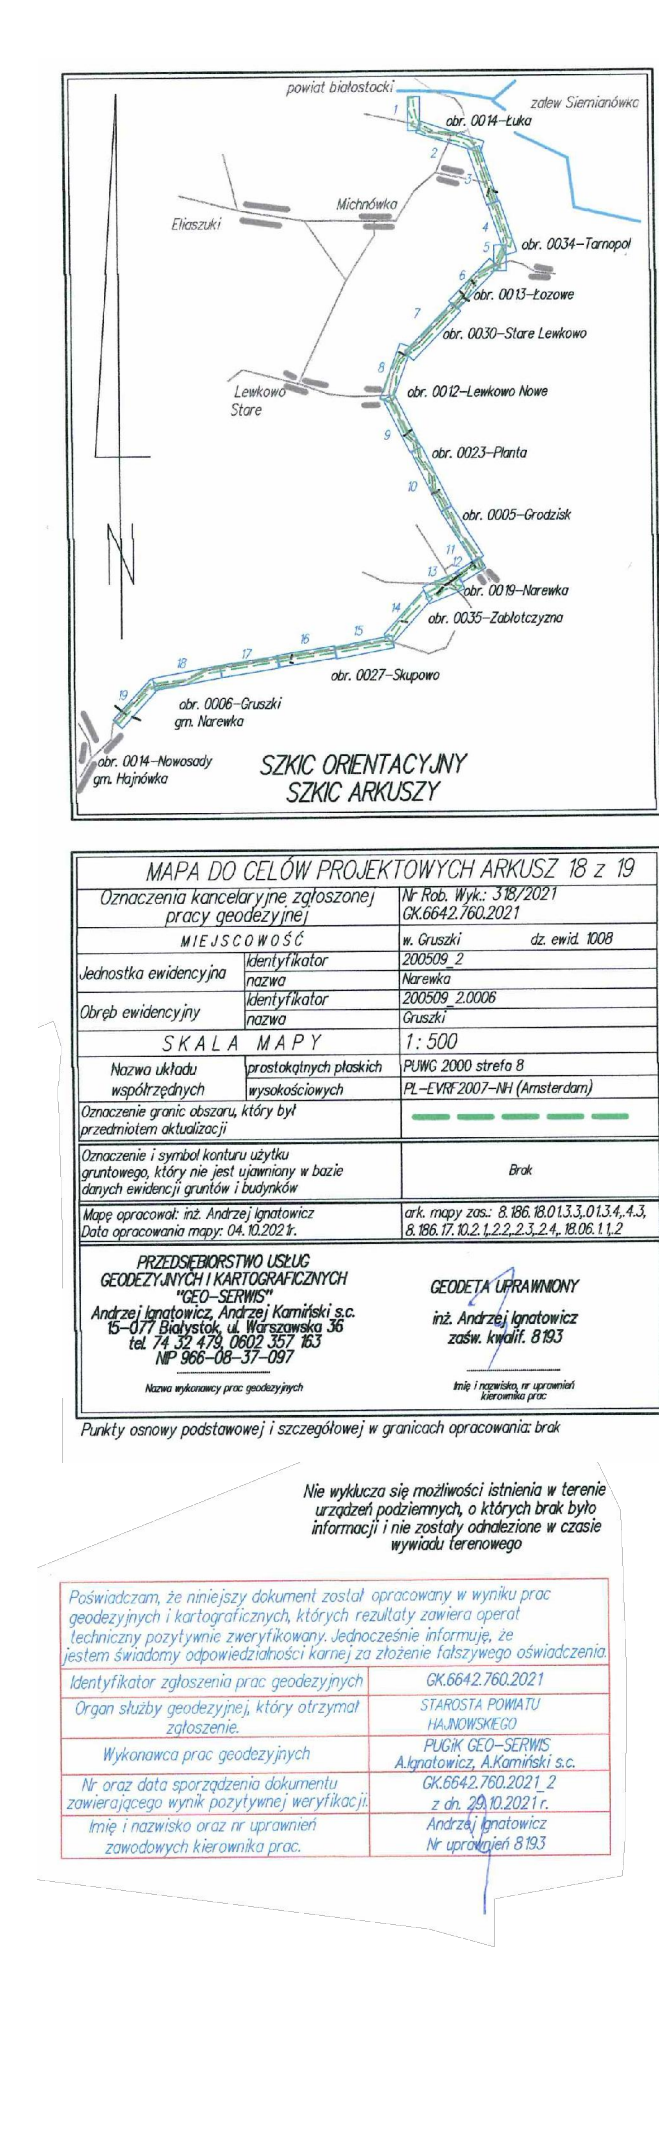 powiat białostocki
zalew Siemianówka
1
obr. 0014-Łuka
2
3
Michnówka
Eliaszuki
4
5
obr. 0034-Tarnopol
6
obr. 0013-Łozowe
7
obr. 0030-Stare Lewkowo
8
Lewkowo
Stare
obr. 0012-Lewkowo Nowe
9
obr. 0023-Planta
10
obr. 0005-Grodzisk
N
11
12
13
obr. 0019-Narewka
14
obr. 0035-Zabłotczyzna
15
16
17
18
obr. 0027-Skupowo
19
obr. 0006-Gruszki
gm. Narewka
obr. 0014-Nowosady
gm. Hajnówka
SZKIC ORIENTACYJNY
SZKIC ARKUSZY
MAPA DO CELÓW PROJEKTOWYCH ARKUSZ 18 z 19
Oznaczenia kancelaryjne zgłoszonej
pracy geodezyjnej
Nr Rob. Wyk.: 318/2021
GK.6642.760.2021
MIEJSCOWOŚĆ
w. Gruszki dz. ewid. 1008
Jednostka ewidencyjna
Identyfikator
200509_2
nazwa
Narewka
Obręb ewidencyjny
Identyfikator
200509_2.0006
nazwa
Gruszki
SKALA MAPY
1:500
Nazwa układu
współrzędnych
prostokątnych płaskich
PUWG 2000 strefa 8
wysokościowych
PL-EVRF2007-NH (Amsterdam)
Oznaczenie granic obszaru, który był
przedmiotem aktualizacji
Oznaczenie i symbol konturu użytku
gruntowego, który nie jest ujawniony w bazie
danych ewidencji gruntów i budynków
Brak
Mapę opracował: inż. Andrzej Ignatowicz
Data opracowania mapy: 04.10.2021r.
ark. mapy zas.: 8.186.18.01.3.3,.01.3.4,.4.3,
8.186.17.10.2.1,.2.2,.2.3,.2.4,.18.06.1.1,.2
PRZEDSIĘBIORSTWO USŁUG
GEODEZYJNYCH I KARTOGRAFICZNYCH
"GEO-SERWIS"
Andrzej Ignatowicz, Andrzej Kamiński s.c.
15-077 Białystok, ul. Warszawska 36
tel. 74 32 479, 0602 357 163
NIP 966-08-37-097
Nazwa wykonawcy prac geodezyjnych
GEODETA UPRAWNIONY
inż. Andrzej Ignatowicz
zaśw. kwalif. 8193
Imię i nazwisko, nr uprawnień
kierownika prac
Punkty osnowy podstawowej i szczegółowej w granicach opracowania: brak
Nie wyklucza się możliwości istnienia w terenie
urządzeń podziemnych, o których brak było
informacji i nie zostały odnalezione w czasie
wywiadu terenowego
Poświadczam, że niniejszy dokument został opracowany w wyniku prac
geodezyjnych i kartograficznych, których rezultaty zawiera operat
techniczny pozytywnie zweryfikowany. Jednocześnie informuję, że
jestem świadomy odpowiedzialności karnej za złożenie fałszywego oświadczenia.
Identyfikator zgłoszenia prac geodezyjnych
GK.6642.760.2021
Organ służby geodezyjnej, który otrzymał
zgłoszenie.
STAROSTA POWIATU
HAJNOWSKIEGO
Wykonawca prac geodezyjnych
PUGiK GEO-SERWIS
A.Ignatowicz, A.Kamiński s.c.
Nr oraz data sporządzenia dokumentu
zawierającego wynik pozytywnej weryfikacji.
GK.6642.760.2021_2
z dn. 29.10.2021 r.
Imię i nazwisko oraz nr uprawnień
zawodowych kierownika prac.
Andrzej Ignatowicz
Nr uprawnień 8193